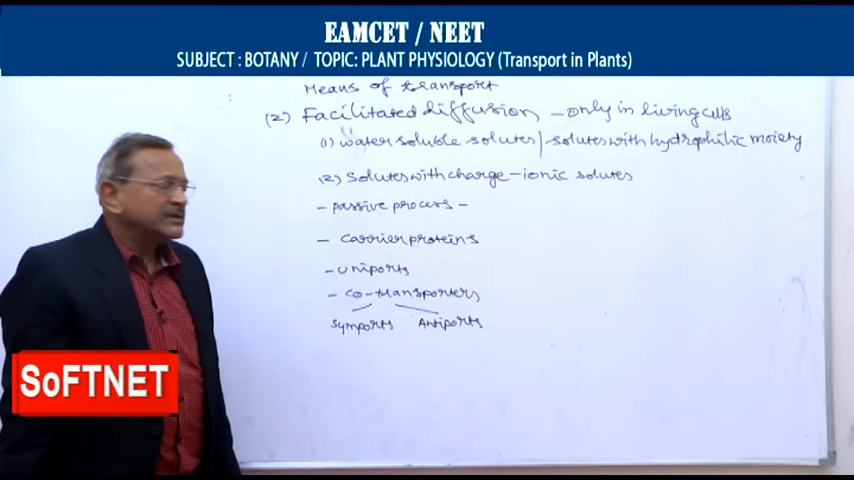 EAMCET / NEET
SUBJECT : BOTANY / TOPIC: PLANT PHYSIOLOGY (Transport in Plants)
Means of transport
(2) Facilitated diffusion - only in living cells
(1) water soluble solutes / solutes with hydrophilic moiety
(2) solutes with charge - ionic solutes
- passive process -
- carrier proteins
- Uniports
- co-transporters
Symports Antiports
SoFTNET